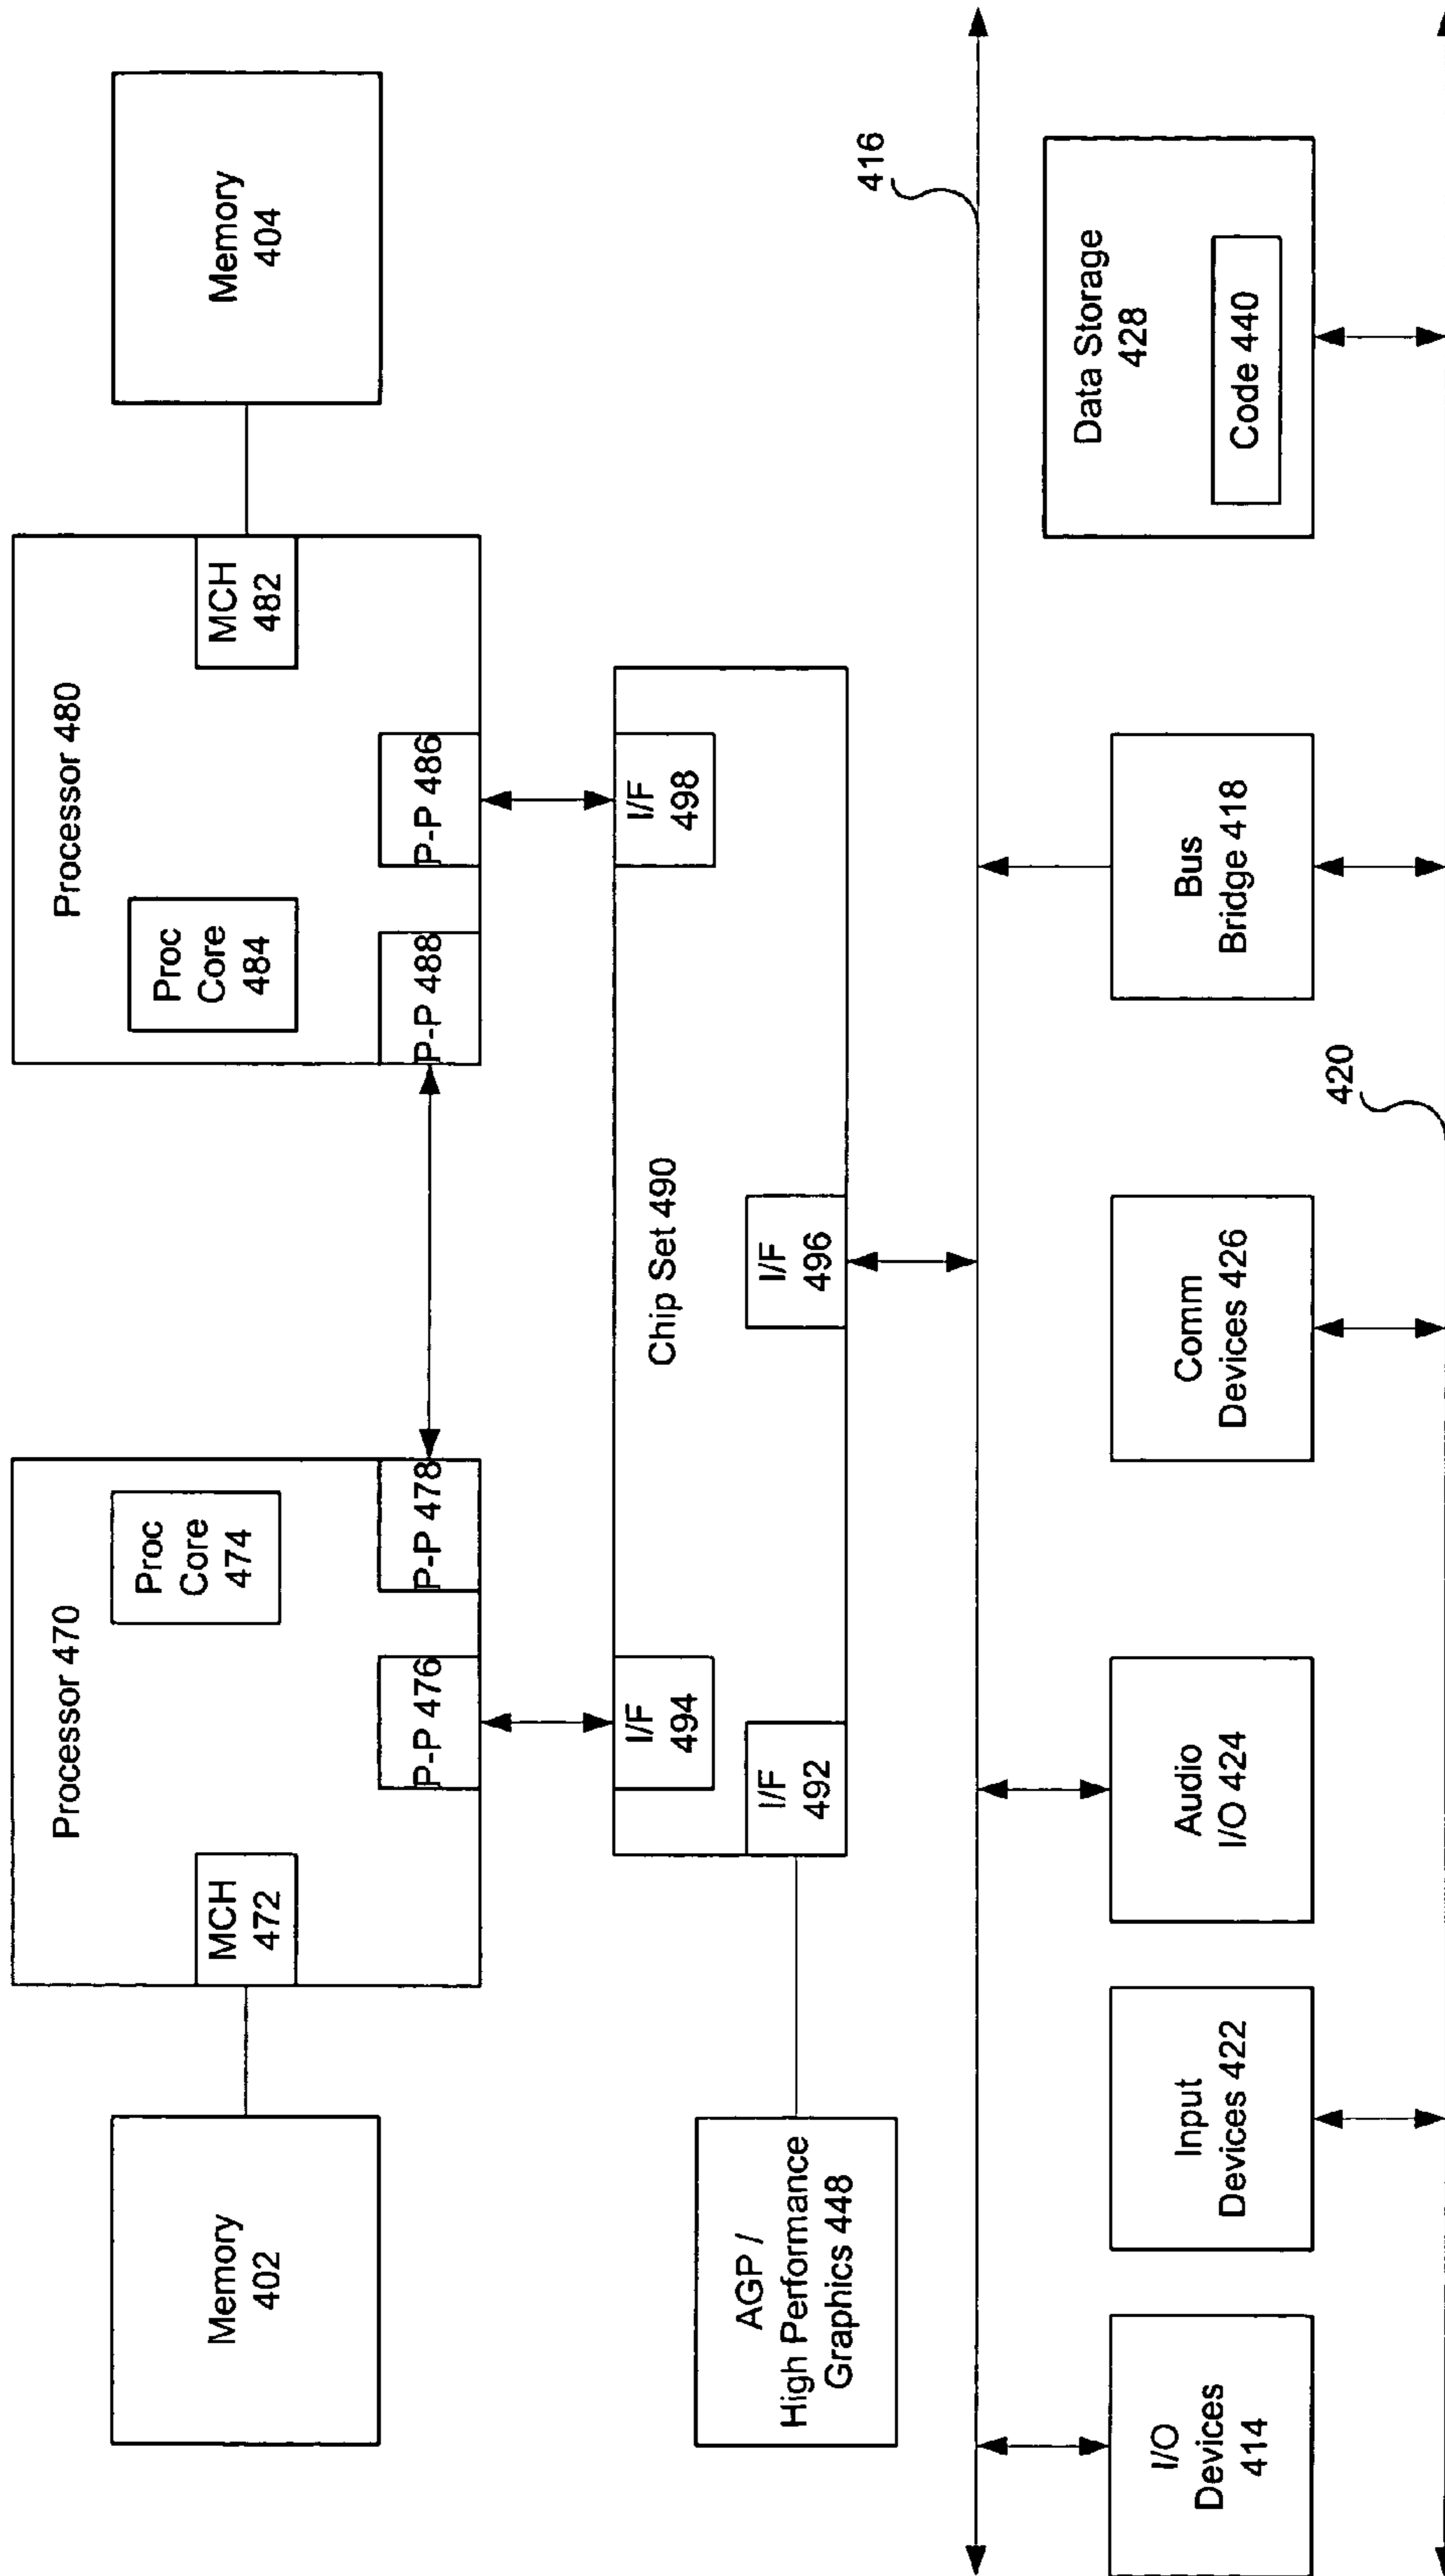 Memory
402
Processor 470
MCH
472
Proc
Core
474
P-P 476
P-P 478
Processor 480
Proc
Core
484
MCH
482
P-P 488
P-P 486
Memory
404
AGP /
High Performance
Graphics 448
Chip Set 490
I/F
494
I/F
492
I/F
496
I/F
498
416
I/O
Devices
414
Input
Devices 422
Audio
I/O 424
Comm
Devices 426
Bus
Bridge 418
Data Storage
428
Code 440
420